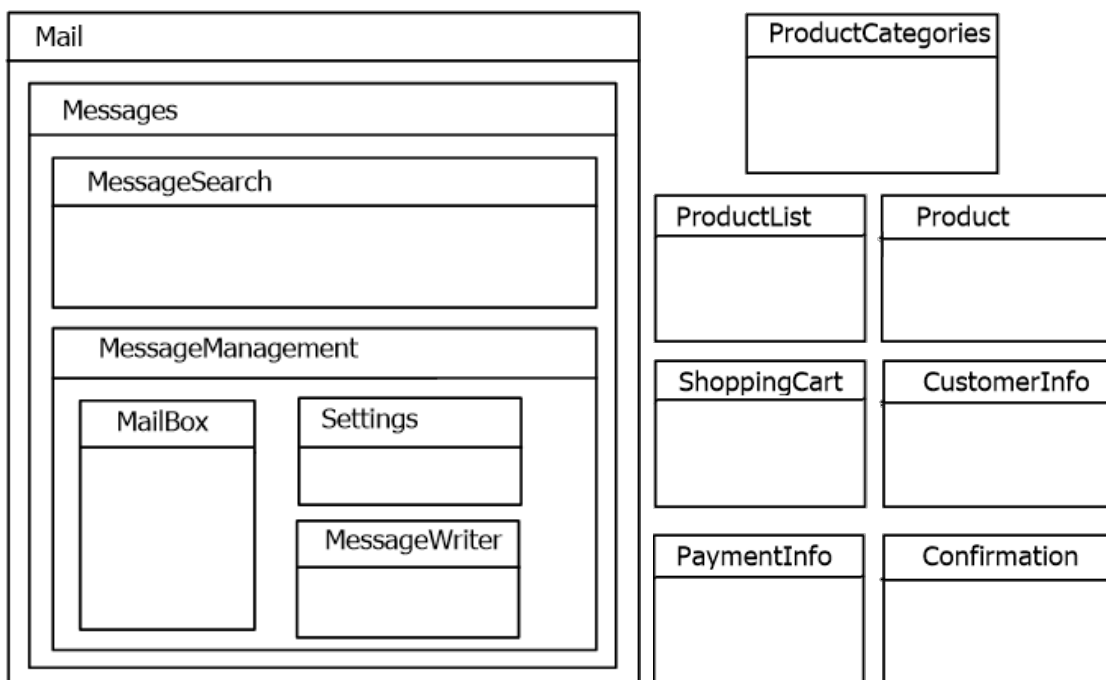 Mail
Messages
MessageSearch
MessageManagement
MailBox
Settings
MessageWriter
ProductCategories
ProductList
Product
ShoppingCart
CustomerInfo
PaymentInfo
Confirmation